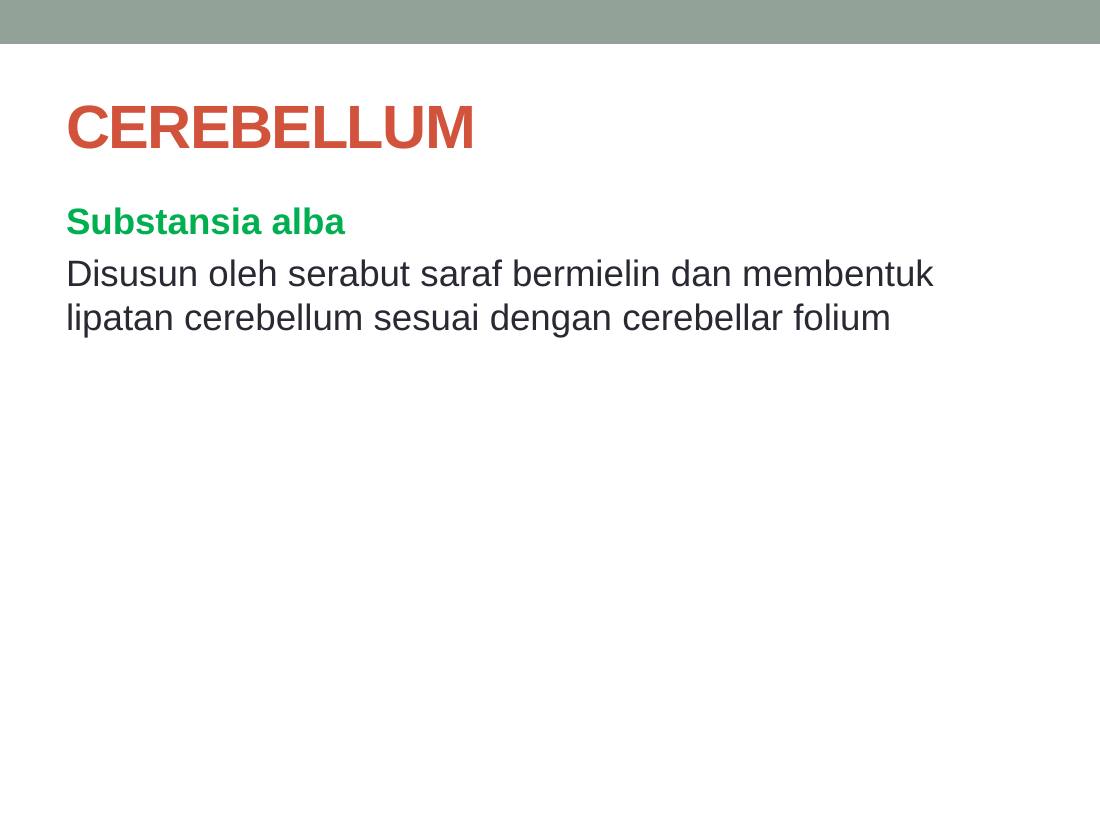 CEREBELLUM
Substansia alba
Disusun oleh serabut saraf bermielin dan membentuk
lipatan cerebellum sesuai dengan cerebellar folium